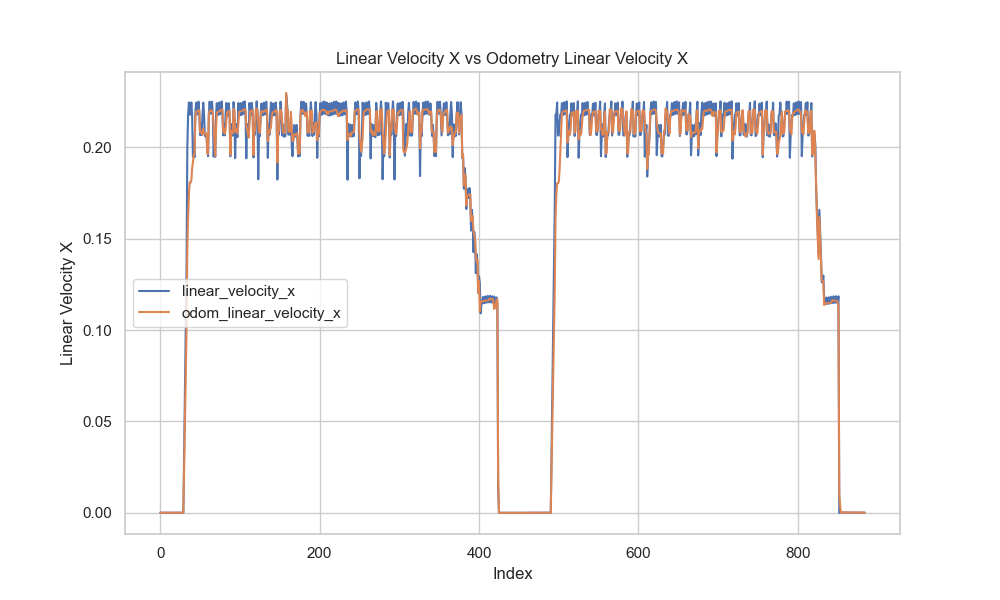 Linear Velocity X vs Odometry Linear Velocity X
0.20
0.15
0.10
0.05
0.00
Linear Velocity X
linear_velocity_x
odom_linear_velocity_x
0 200 400 600 800
Index